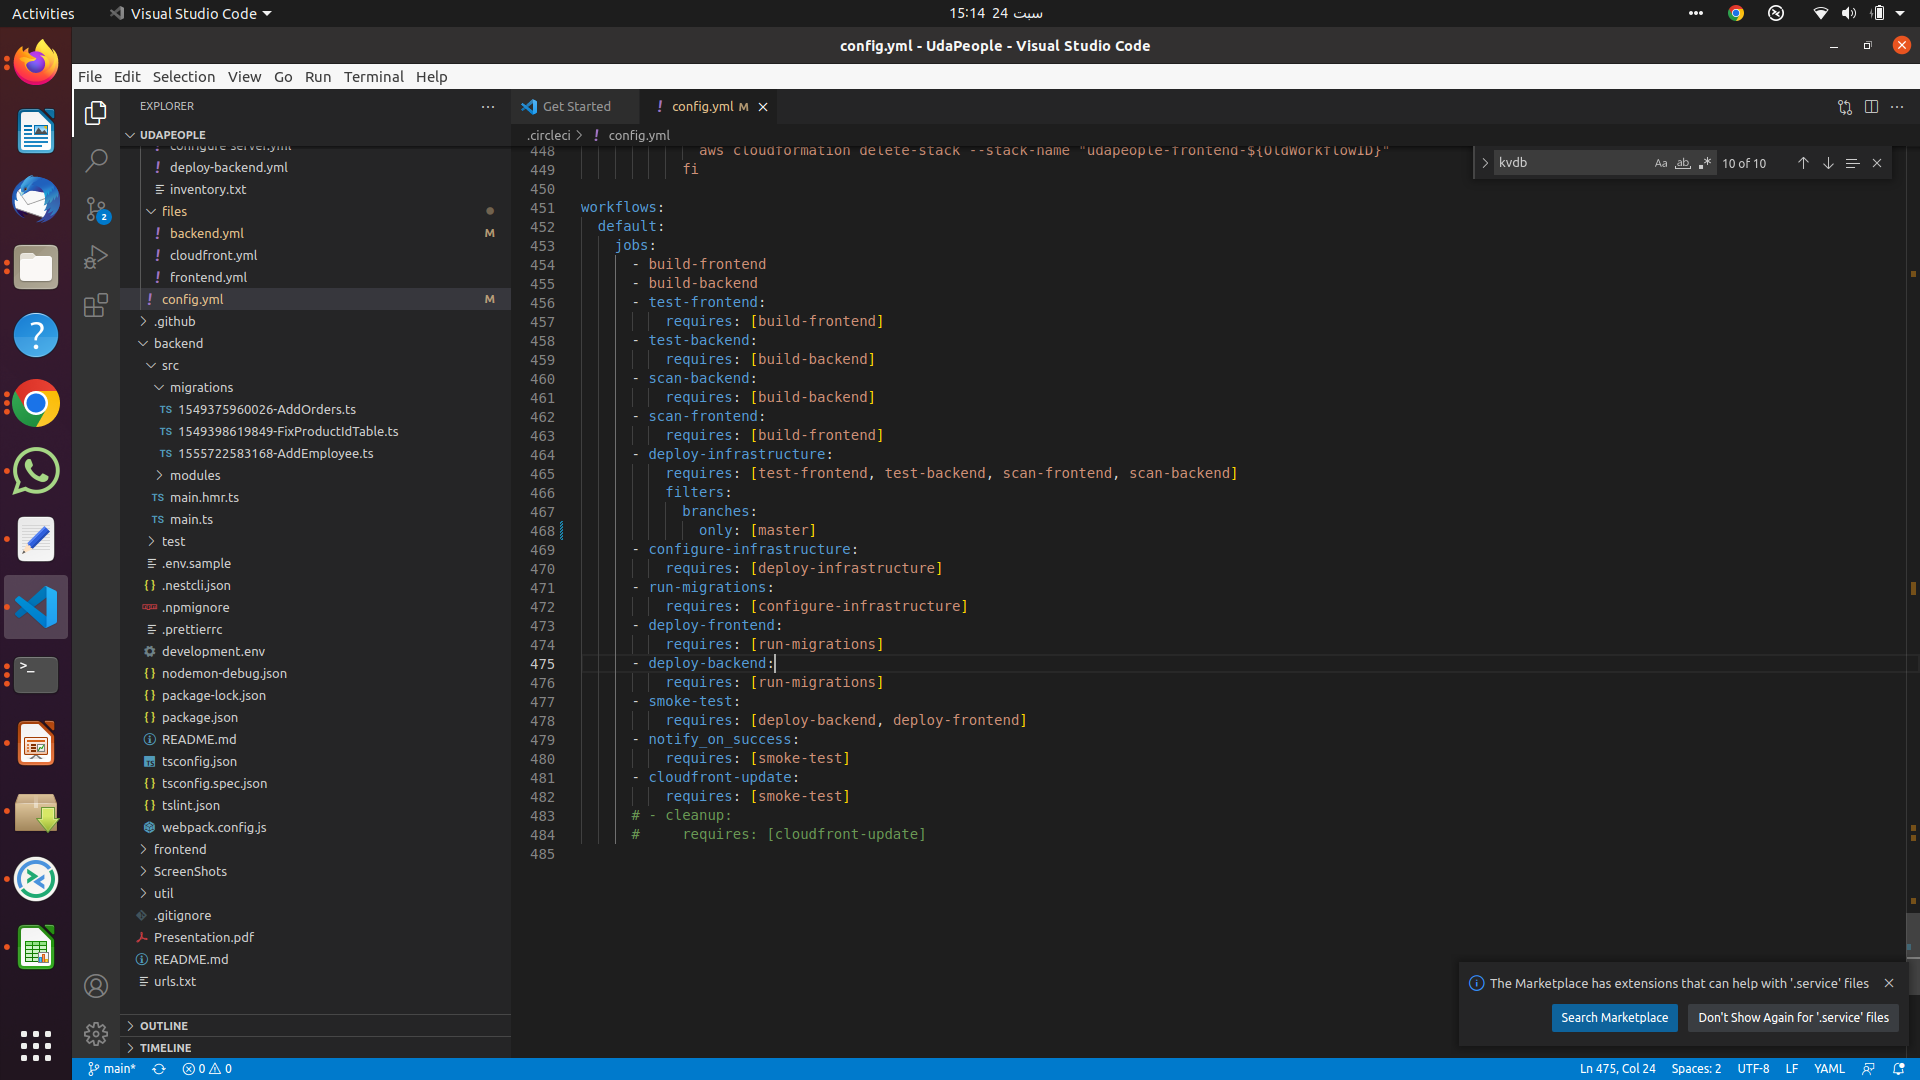 Activities
Visual Studio Code
سبت 24 15:14
config.yml - UdaPeople - Visual Studio Code
File Edit Selection View Go Run Terminal Help
EXPLORER
UDAPEOPLE
configure-server.yml
deploy-backend.yml
inventory.txt
files
backend.yml M
cloudfront.yml
frontend.yml
config.yml M
.github
backend
src
migrations
TS 1549375960026-AddOrders.ts
TS 1549398619849-FixProductIdTable.ts
TS 1555722583168-AddEmployee.ts
modules
TS main.hmr.ts
TS main.ts
test
.env.sample
{} .nestcli.json
.npmignore
.prettierrc
development.env
{} nodemon-debug.json
{} package-lock.json
{} package.json
README.md
TS tsconfig.json
{} tsconfig.spec.json
{} tslint.json
webpack.config.js
frontend
ScreenShots
util
.gitignore
Presentation.pdf
README.md
urls.txt
OUTLINE
TIMELINE
2
Get Started
! config.yml M
.circleci > ! config.yml
kvdb Aa ab .* 10 of 10
448 aws cloudformation delete-stack --stack-name "udapeople-frontend-${OldWorkflowID}"
449 fi
450
451 workflows:
452 default:
453 jobs:
454 - build-frontend
455 - build-backend
456 - test-frontend:
457 requires: [build-frontend]
458 - test-backend:
459 requires: [build-backend]
460 - scan-backend:
461 requires: [build-backend]
462 - scan-frontend:
463 requires: [build-frontend]
464 - deploy-infrastructure:
465 requires: [test-frontend, test-backend, scan-frontend, scan-backend]
466 filters:
467 branches:
468 only: [master]
469 - configure-infrastructure:
470 requires: [deploy-infrastructure]
471 - run-migrations:
472 requires: [configure-infrastructure]
473 - deploy-frontend:
474 requires: [run-migrations]
475 - deploy-backend:
476 requires: [run-migrations]
477 - smoke-test:
478 requires: [deploy-backend, deploy-frontend]
479 - notify_on_success:
480 requires: [smoke-test]
481 - cloudfront-update:
482 requires: [smoke-test]
483 # - cleanup:
484 # requires: [cloudfront-update]
485
The Marketplace has extensions that can help with '.service' files
Search Marketplace
Don't Show Again for '.service' files
main* 0 0
Ln 475, Col 24 Spaces: 2 UTF-8 LF YAML